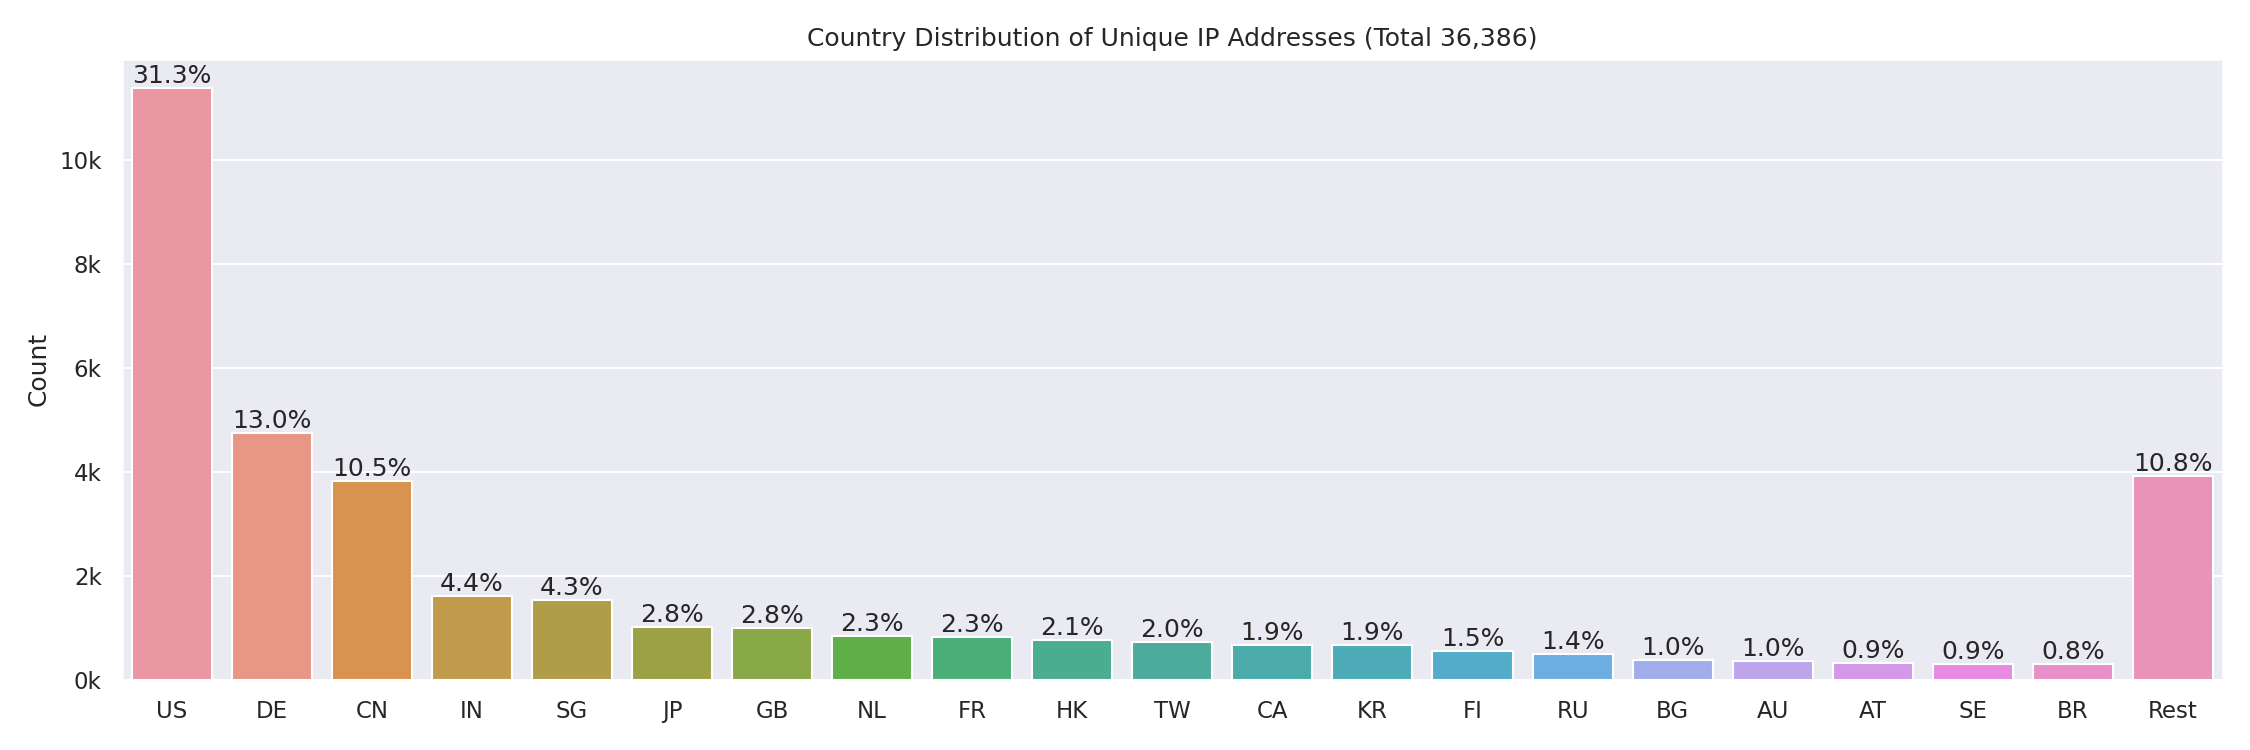 Country Distribution of Unique IP Addresses (Total 36,386)
Count
10k
8k
6k
4k
2k
0k
31.3%
13.0%
10.5%
4.4%
4.3%
2.8%
2.8%
2.3%
2.3%
2.1%
2.0%
1.9%
1.9%
1.5%
1.4%
1.0%
1.0%
0.9%
0.9%
0.8%
10.8%
US DE CN IN SG JP GB NL FR HK TW CA KR FI RU BG AU AT SE BR Rest